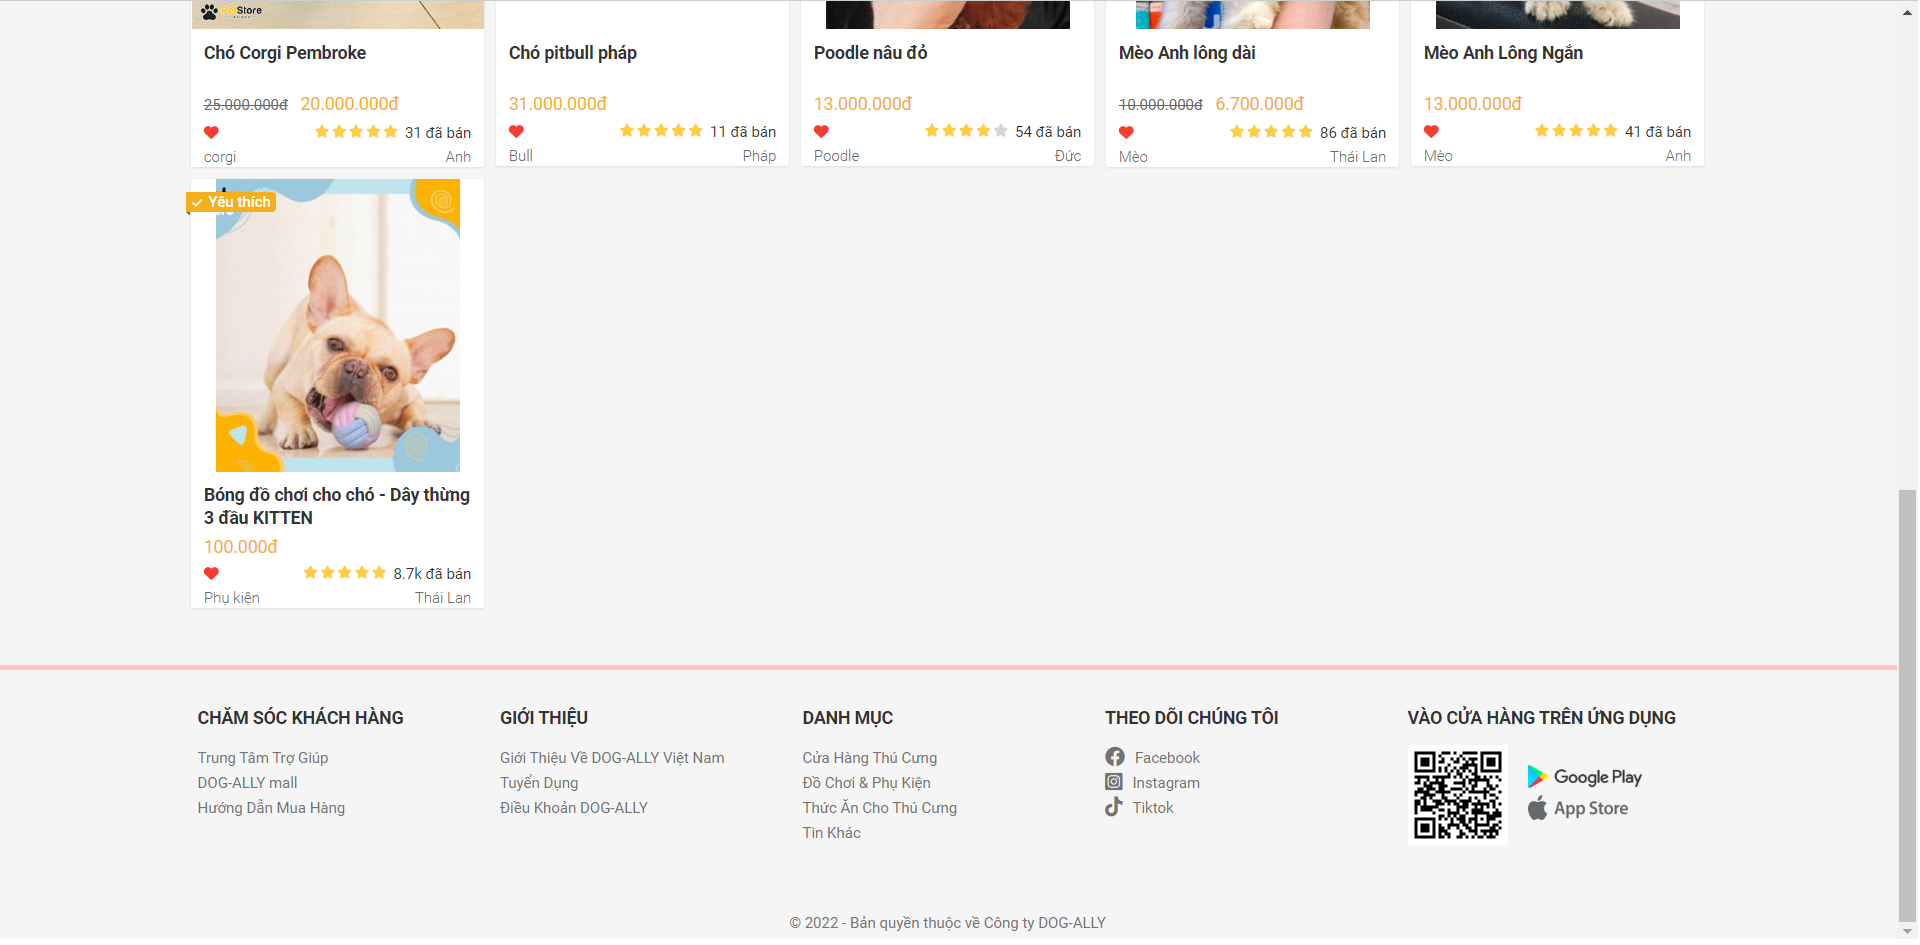 PetStore
Chó Corgi Pembroke
25.000.000đ 20.000.000đ
31 đã bán
corgi Anh
Chó pitbull pháp
31.000.000đ
11 đã bán
Bull Pháp
Poodle nâu đỏ
13.000.000đ
54 đã bán
Poodle Đức
Mèo Anh lông dài
10.000.000đ 6.700.000đ
86 đã bán
Mèo Thái Lan
Mèo Anh Lông Ngắn
13.000.000đ
41 đã bán
Mèo Anh
Yêu thích
Bóng đồ chơi cho chó - Dây thừng
3 đầu KITTEN
100.000đ
8.7k đã bán
Phụ kiện Thái Lan
CHĂM SÓC KHÁCH HÀNG
Trung Tâm Trợ Giúp
DOG-ALLY mall
Hướng Dẫn Mua Hàng
GIỚI THIỆU
Giới Thiệu Về DOG-ALLY Việt Nam
Tuyển Dụng
Điều Khoản DOG-ALLY
DANH MỤC
Cửa Hàng Thú Cưng
Đồ Chơi & Phụ Kiện
Thức Ăn Cho Thú Cưng
Tin Khác
THEO DÕI CHÚNG TÔI
Facebook
Instagram
Tiktok
VÀO CỬA HÀNG TRÊN ỨNG DỤNG
Google Play
App Store
© 2022 - Bản quyền thuộc về Công ty DOG-ALLY